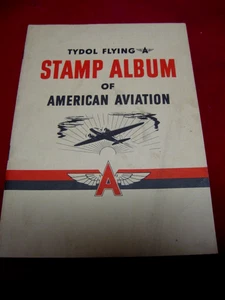 TYDOL FLYING A
STAMP ALBUM
OF
AMERICAN AVIATION
A